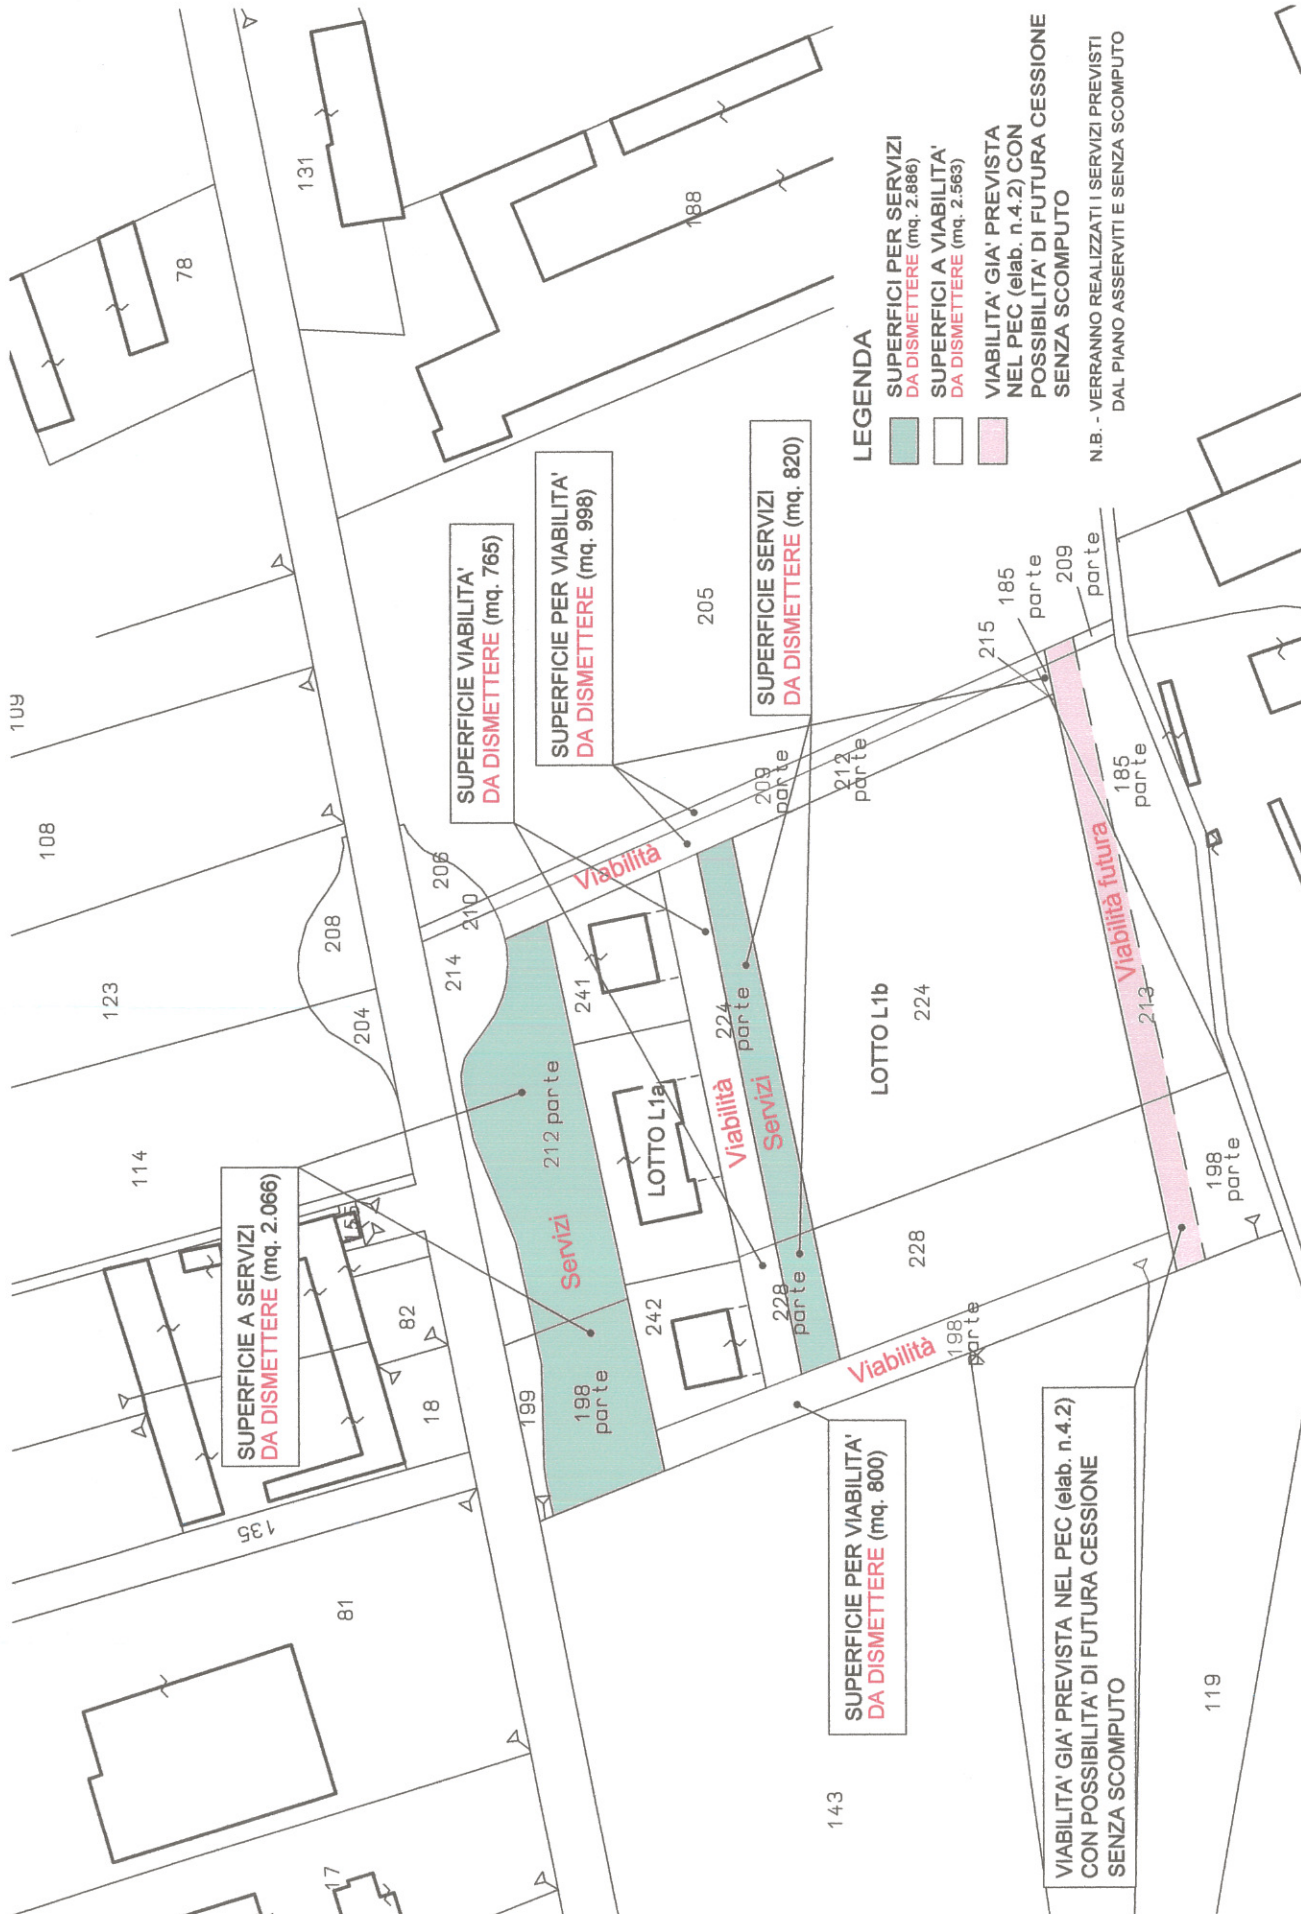 SUPERFICIE A SERVIZI
DA DISMETTERE (mq. 2.066)
SUPERFICIE VIABILITA'
DA DISMETTERE (mq. 765)
SUPERFICIE PER VIABILITA'
DA DISMETTERE (mq. 998)
SUPERFICIE SERVIZI
DA DISMETTERE (mq. 820)
SUPERFICIE PER VIABILITA'
DA DISMETTERE (mq. 800)
VIABILITA' GIA' PREVISTA NEL PEC (elab. n.4.2)
CON POSSIBILITA' DI FUTURA CESSIONE
SENZA SCOMPUTO
LEGENDA
SUPERFICI PER SERVIZI
DA DISMETTERE (mq. 2.886)
SUPERFICI A VIABILITA'
DA DISMETTERE (mq. 2.563)
VIABILITA' GIA' PREVISTA
NEL PEC (elab. n.4.2) CON
POSSIBILITA' DI FUTURA CESSIONE
SENZA SCOMPUTO
N.B. - VERRANNO REALIZZATI I SERVIZI PREVISTI
DAL PIANO ASSERVITI E SENZA SCOMPUTO
17
81
135
18
82
155
114
123
108
109
78
131
188
204
208
206
210
214
199
198
parte
212 parte
Servizi
242
241
LOTTO L1a
Viabilità
Viabilità
Servizi
224
parte
228
parte
209
parte
212
parte
205
LOTTO L1b
224
228
Viabilità
198
parte
215
185
parte
209
parte
Viabilità futura
213
185
parte
198
parte
143
119